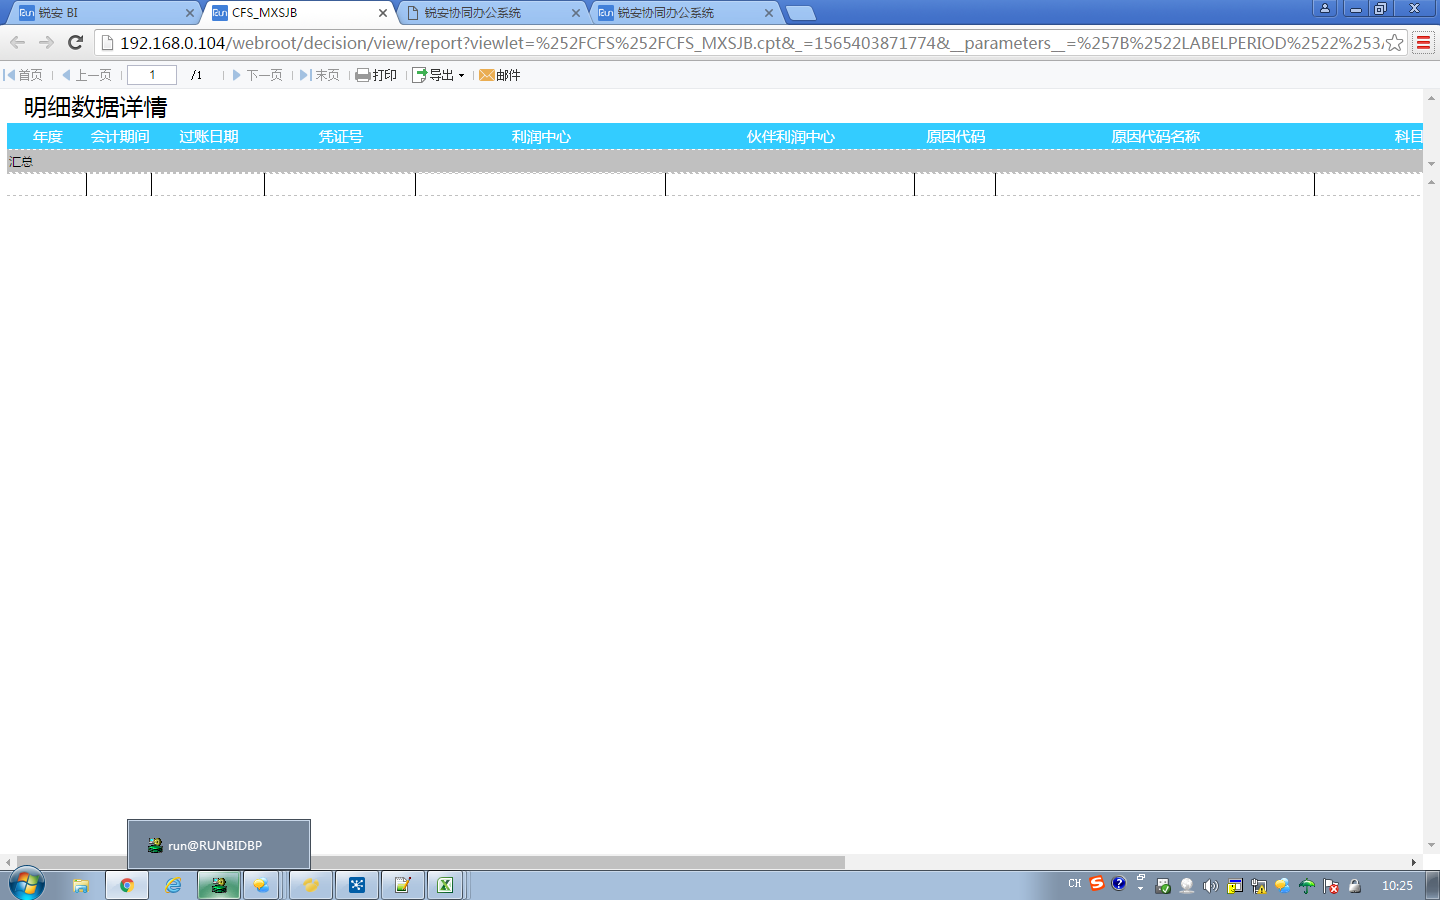 锐安 BI
CFS_MXSJB
锐安协同办公系统
锐安协同办公系统
192.168.0.104/webroot/decision/view/report?viewlet=%252FCFS%252FCFS_MXSJB.cpt&_=1565403871774&__parameters__=%257B%2522LABELPERIOD%2522%253A
首页 上一页 1 /1 下一页 末页 打印 导出 邮件
明细数据详情
年度 会计期间 过账日期 凭证号 利润中心 伙伴利润中心 原因代码 原因代码名称 科目
汇总
run@RUNBIDBP
CH 10:25